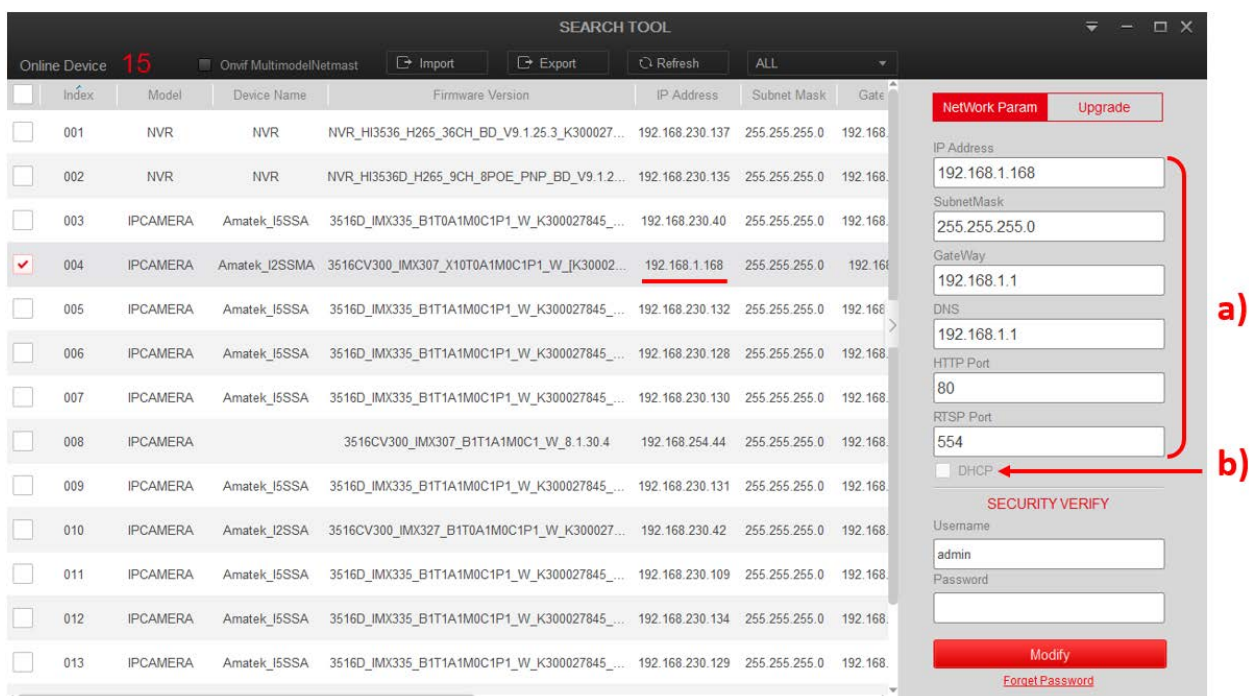 SEARCH TOOL
Online Device 15 Onvif MultimodelNetmast Import Export Refresh ALL
Index Model Device Name Firmware Version IP Address Subnet Mask Gate
001 NVR NVR NVR_HI3536_H265_36CH_BD_V9.1.25.3_K300027... 192.168.230.137 255.255.255.0 192.168.
002 NVR NVR NVR_HI3536D_H265_9CH_8POE_PNP_BD_V9.1.2... 192.168.230.135 255.255.255.0 192.168.
003 IPCAMERA Amatek_I5SSA 3516D_IMX335_B1T0A1M0C1P1_W_K300027845_... 192.168.230.40 255.255.255.0 192.168.
004 IPCAMERA Amatek_I2SSMA 3516CV300_IMX307_X10T0A1M0C1P1_W_[K30002... 192.168.1.168 255.255.255.0 192.168
005 IPCAMERA Amatek_I5SSA 3516D_IMX335_B1T1A1M0C1P1_W_K300027845_... 192.168.230.132 255.255.255.0 192.168
006 IPCAMERA Amatek_I5SSA 3516D_IMX335_B1T1A1M0C1P1_W_K300027845_... 192.168.230.128 255.255.255.0 192.168.
007 IPCAMERA Amatek_I5SSA 3516D_IMX335_B1T1A1M0C1P1_W_K300027845_... 192.168.230.130 255.255.255.0 192.168.
008 IPCAMERA 3516CV300_IMX307_B1T1A1M0C1_W_8.1.30.4 192.168.254.44 255.255.255.0 192.168.
009 IPCAMERA Amatek_I5SSA 3516D_IMX335_B1T1A1M0C1P1_W_K300027845_... 192.168.230.131 255.255.255.0 192.168.
010 IPCAMERA Amatek_I2SSA 3516CV300_IMX327_B1T0A1M0C1P1_W_K300027... 192.168.230.42 255.255.255.0 192.168.
011 IPCAMERA Amatek_I5SSA 3516D_IMX335_B1T1A1M0C1P1_W_K300027845_... 192.168.230.109 255.255.255.0 192.168.
012 IPCAMERA Amatek_I5SSA 3516D_IMX335_B1T1A1M0C1P1_W_K300027845_... 192.168.230.134 255.255.255.0 192.168.
013 IPCAMERA Amatek_I5SSA 3516D_IMX335_B1T1A1M0C1P1_W_K300027845_... 192.168.230.129 255.255.255.0 192.168.
NetWork Param Upgrade
IP Address
192.168.1.168
SubnetMask
255.255.255.0
GateWay
192.168.1.1
DNS
192.168.1.1
HTTP Port
80
RTSP Port
554
DHCP
SECURITY VERIFY
Username
admin
Password
Modify
Forget Password
a)
b)